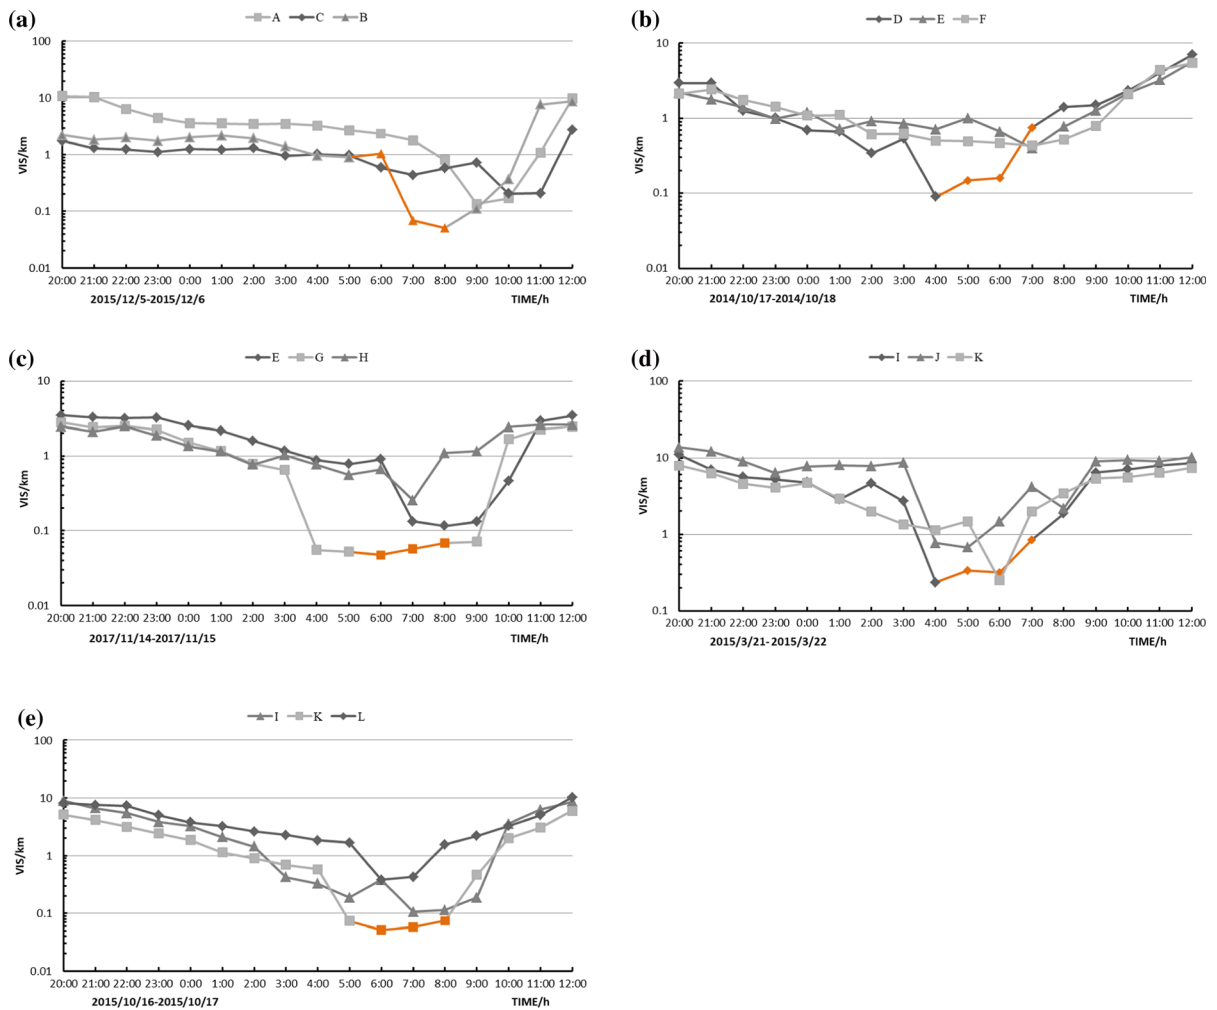 (a)
A C B
100
10
1
0.1
0.01
VIS/km
20:00 21:00 22:00 23:00 0:00 1:00 2:00 3:00 4:00 5:00 6:00 7:00 8:00 9:00 10:00 11:00 12:00
2015/12/5-2015/12/6 TIME/h
(b)
D E F
10
1
0.1
0.01
VIS/km
20:00 21:00 22:00 23:00 0:00 1:00 2:00 3:00 4:00 5:00 6:00 7:00 8:00 9:00 10:00 11:00 12:00
2014/10/17-2014/10/18 TIME/h
(c)
E G H
10
1
0.1
0.01
VIS/km
20:00 21:00 22:00 23:00 0:00 1:00 2:00 3:00 4:00 5:00 6:00 7:00 8:00 9:00 10:00 11:00 12:00
2017/11/14-2017/11/15 TIME/h
(d)
I J K
100
10
1
0.1
VIS/km
20:00 21:00 22:00 23:00 0:00 1:00 2:00 3:00 4:00 5:00 6:00 7:00 8:00 9:00 10:00 11:00 12:00
2015/3/21-2015/3/22 TIME/h
(e)
I K L
100
10
1
0.1
0.01
VIS/km
20:00 21:00 22:00 23:00 0:00 1:00 2:00 3:00 4:00 5:00 6:00 7:00 8:00 9:00 10:00 11:00 12:00
2015/10/16-2015/10/17 TIME/h